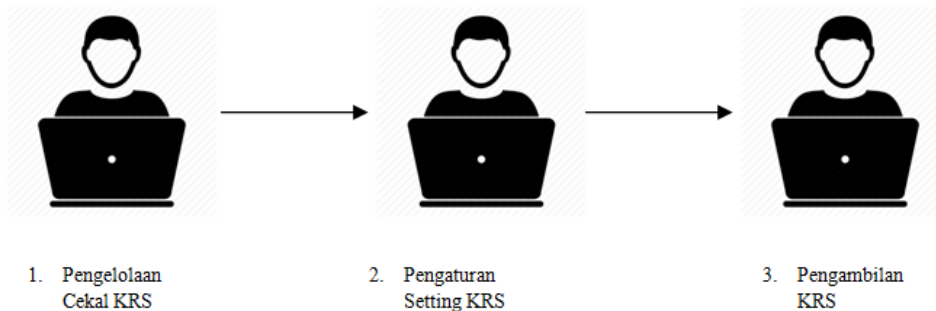 1. Pengelolaan
Cekal KRS
2. Pengaturan
Setting KRS
3. Pengambilan
KRS